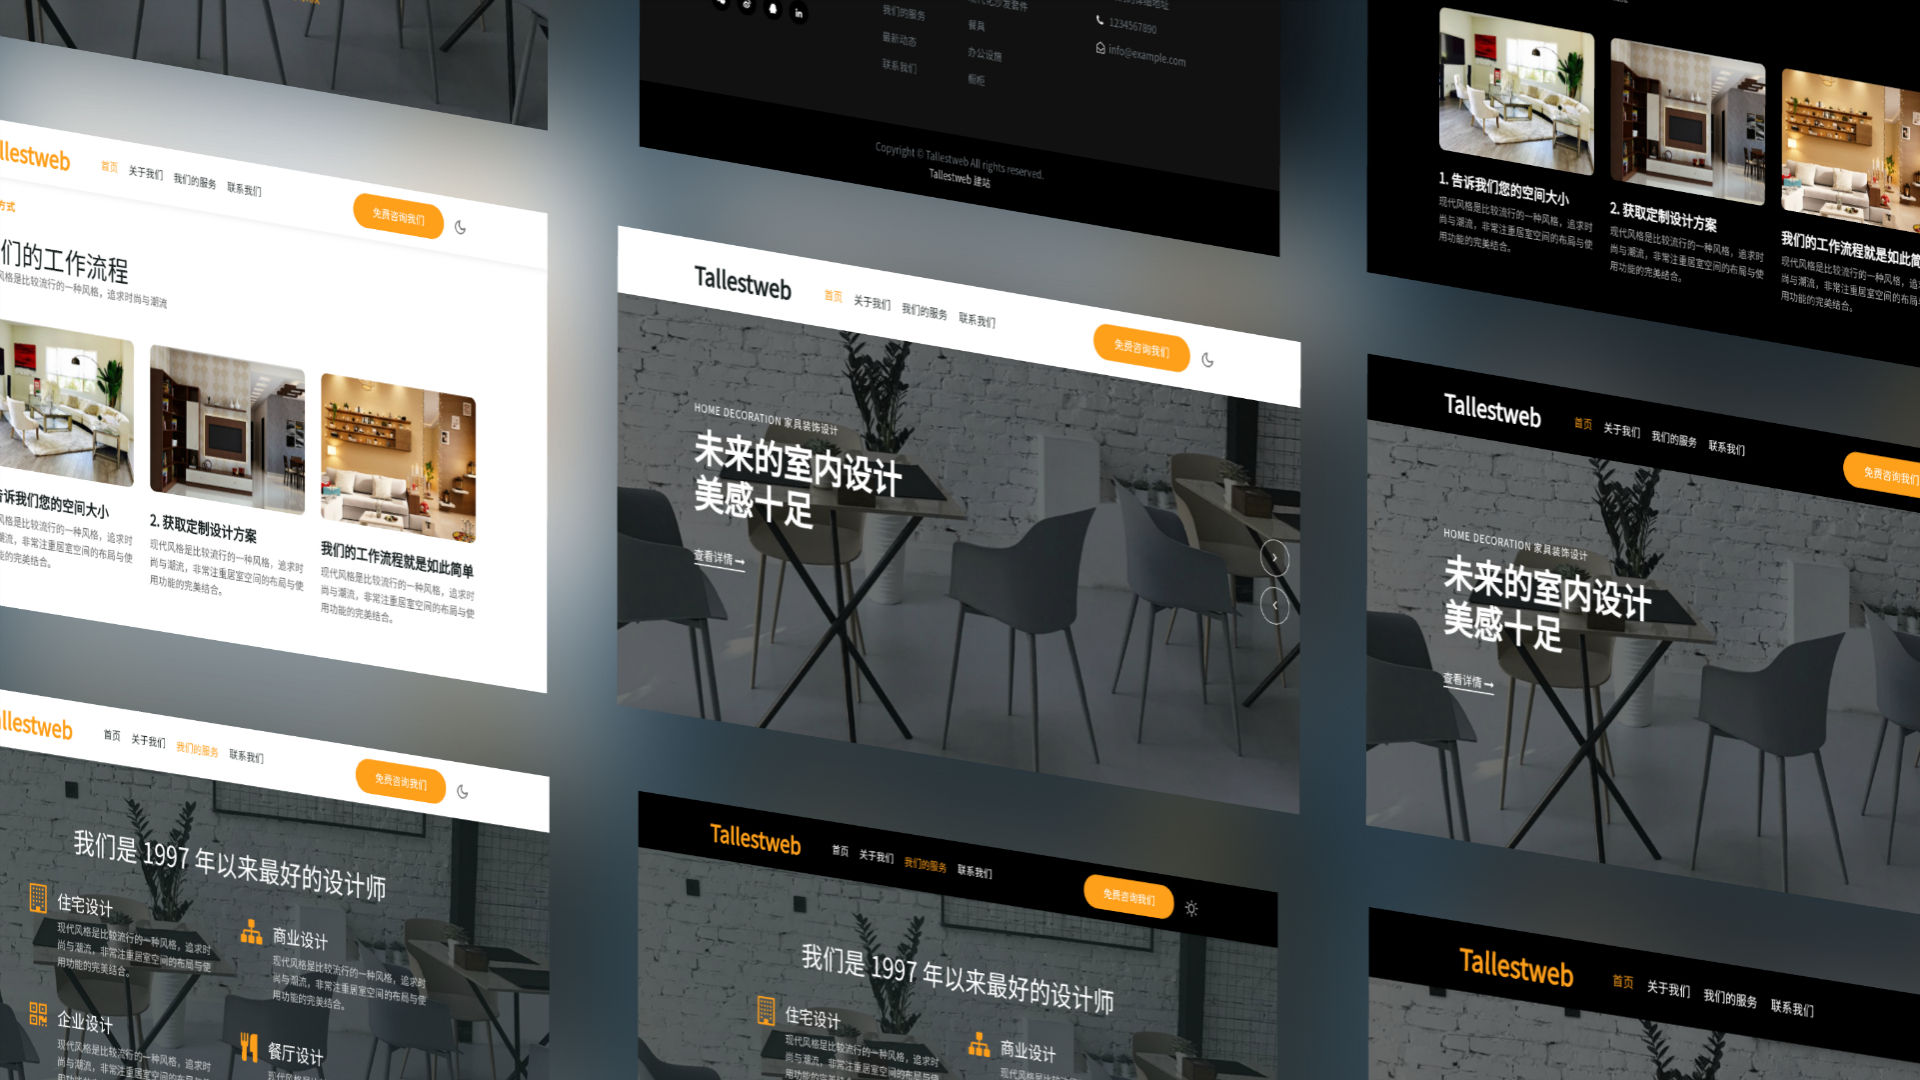 llestweb
首页 关于我们 我们的服务 联系我们
免费咨询我们
方式
们的工作流程
风格是比较流行的一种风格，追求时尚与潮流
告诉我们您的空间大小
风格是比较流行的一种风格，追求时
潮流，非常注重居室空间的布局与使
能的完美结合。
2. 获取定制设计方案
现代风格是比较流行的一种风格，追求时
尚与潮流，非常注重居室空间的布局与使
用功能的完美结合。
我们的工作流程就是如此简单
现代风格是比较流行的一种风格，追求时
尚与潮流，非常注重居室空间的布局与使
用功能的完美结合。
llestweb
首页 关于我们 我们的服务 联系我们
免费咨询我们
我们是 1997 年以来最好的设计师
住宅设计
现代风格是比较流行的一种风格，追求时
尚与潮流，非常注重居室空间的布局与使
用功能的完美结合。
商业设计
现代风格是比较流行的一种风格，追求时
尚与潮流，非常注重居室空间的布局与使
用功能的完美结合。
企业设计
现代风格是比较流行的一种风格，追求时
尚与潮流，非常注重居室空间的布局与使
餐厅设计
我们的服务
最新动态
联系我们
现代化沙发套件
餐具
办公设施
橱柜
1234567890
info@example.com
Copyright © Tallestweb All rights reserved.
Tallestweb 建站
Tallestweb
首页 关于我们 我们的服务 联系我们
免费咨询我们
HOME DECORATION 家具装饰设计
未来的室内设计
美感十足
查看详情
Tallestweb
首页 关于我们 我们的服务 联系我们
免费咨询我们
我们是 1997 年以来最好的设计师
住宅设计
现代风格是比较流行的一种风格，追求时
尚与潮流，非常注重居室空间的布局与使
商业设计
1. 告诉我们您的空间大小
现代风格是比较流行的一种风格，追求时
尚与潮流，非常注重居室空间的布局与使
用功能的完美结合。
2. 获取定制设计方案
现代风格是比较流行的一种风格，追求时
尚与潮流，非常注重居室空间的布局与使
用功能的完美结合。
我们的工作流程就是如此简
现代风格是比较流行的一种风格，追
尚与潮流，非常注重居室空间的布局
用功能的完美结合。
Tallestweb
首页 关于我们 我们的服务 联系我们
免费咨询我们
HOME DECORATION 家具装饰设计
未来的室内设计
美感十足
查看详情
Tallestweb
首页 关于我们 我们的服务 联系我们